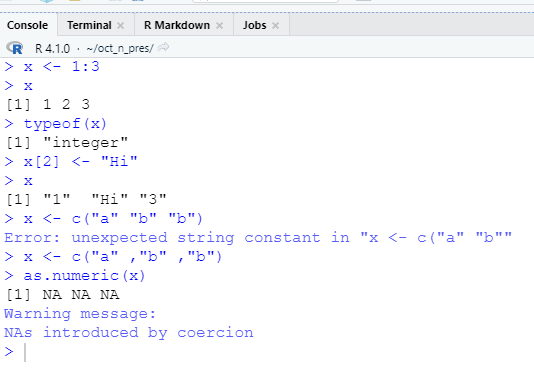 Console Terminal × R Markdown × Jobs ×
R 4.1.0 · ~/oct_n_pres/
> x <- 1:3
> x
[1] 1 2 3
> typeof(x)
[1] "integer"
> x[2] <- "Hi"
> x
[1] "1"  "Hi" "3"
> x <- c("a" "b" "b")
Error: unexpected string constant in "x <- c("a" "b""
> x <- c("a" ,"b" ,"b")
> as.numeric(x)
[1] NA NA NA
Warning message:
NAs introduced by coercion
>